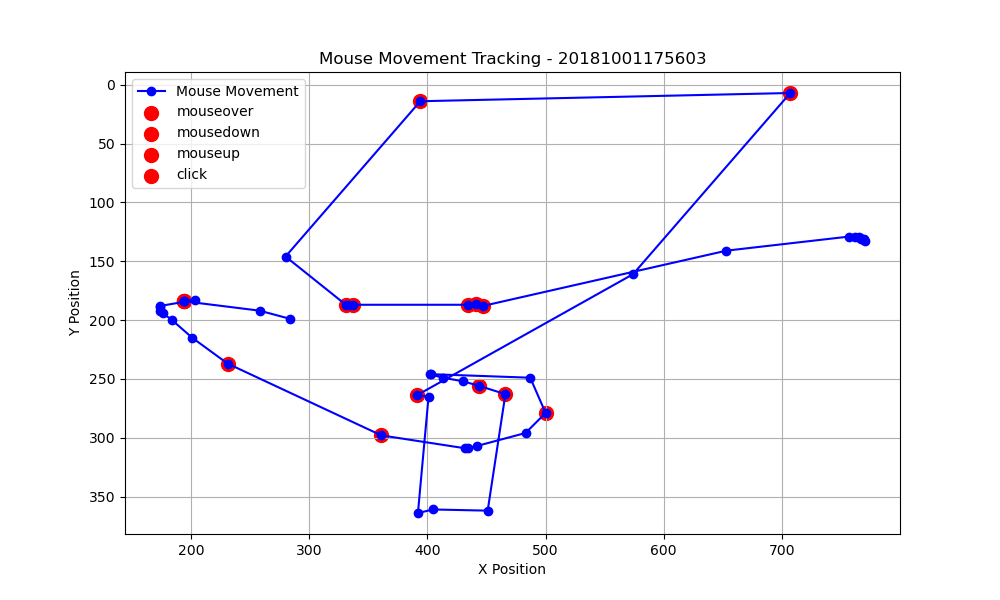 Mouse Movement Tracking - 20181001175603
Mouse Movement
mouseover
mousedown
mouseup
click
0
50
100
150
200
250
300
350
Y Position
200
300
400
500
600
700
X Position